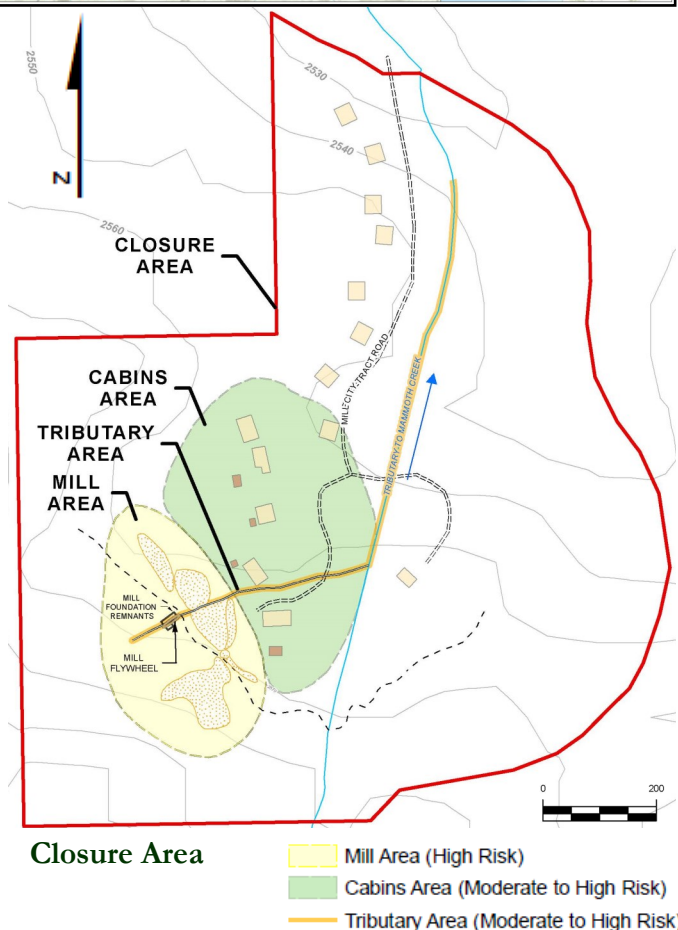 2550
2530
2540
N
2560
CLOSURE
AREA
MILL CITY TRACT ROAD
CABINS
AREA
TRIBUTARY TO MAMMOTH CREEK
TRIBUTARY
AREA
MILL
AREA
MILL
FOUNDATION
REMNANTS
MILL
FLYWHEEL
0 200
Closure Area
Mill Area (High Risk)
Cabins Area (Moderate to High Risk)
Tributary Area (Moderate to High Risk)